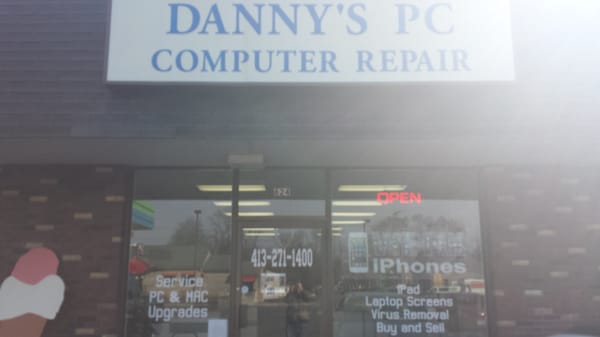 DANNY'S PC
COMPUTER REPAIR
624
OPEN
413-271-1400
iPhones
Service
PC & MAC
Upgrades
iPad
Laptop Screens
Virus Removal
Buy and Sell